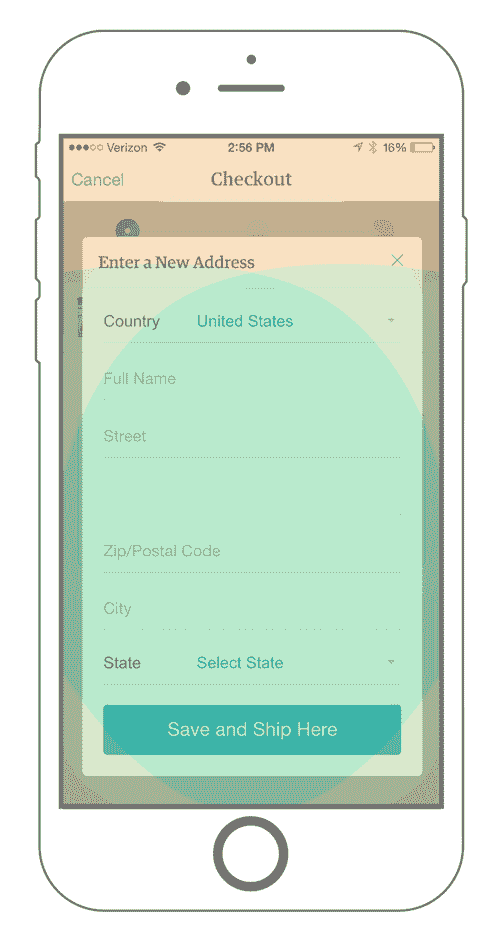 Verizon 2:56 PM 16%
Cancel Checkout
Enter a New Address
Country United States
Full Name
Street
Zip/Postal Code
City
State Select State
Save and Ship Here